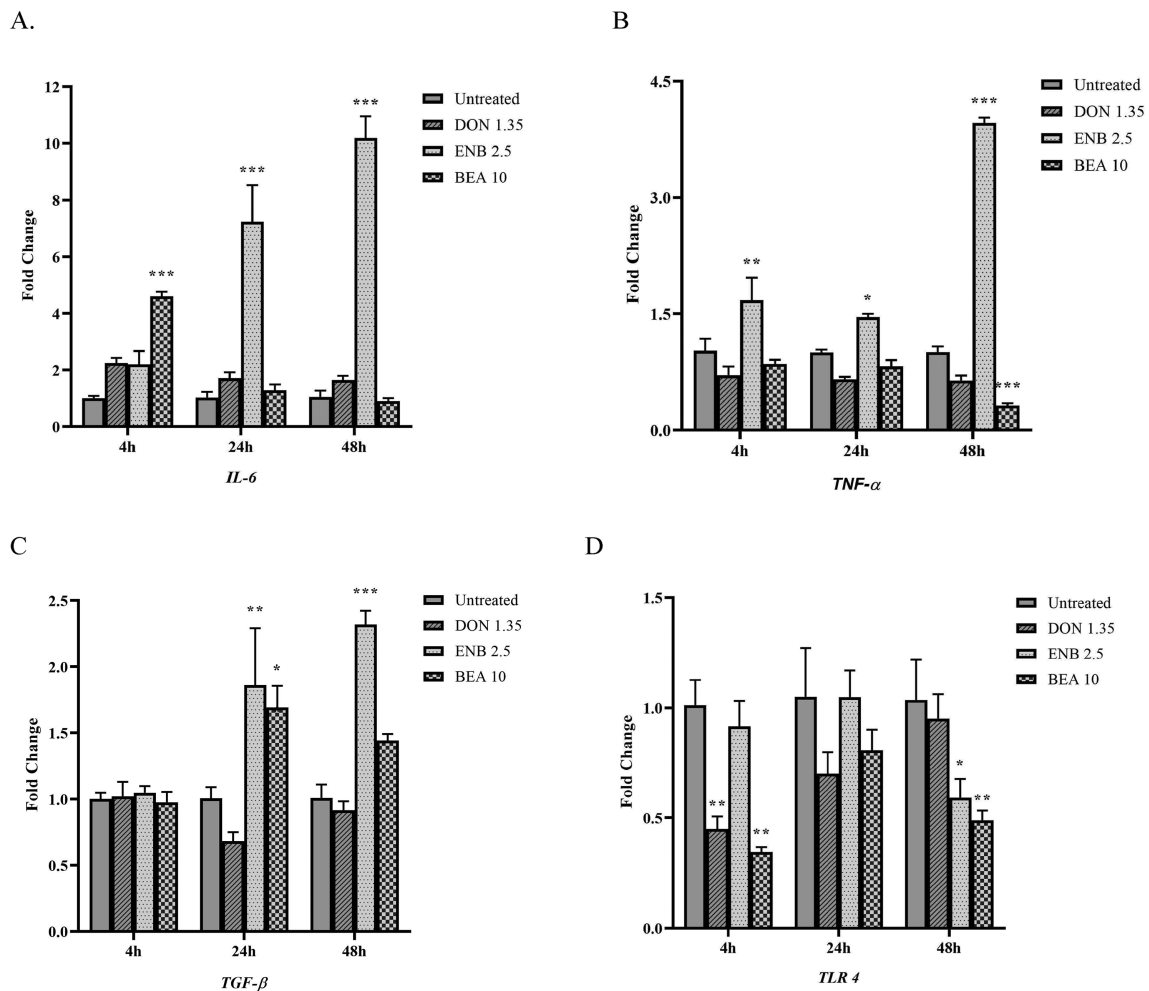 A.
12
10
8
6
4
2
0
Fold Change
***
***
***
4h
24h
48h
IL-6
Untreated
DON 1.35
ENB 2.5
BEA 10
B
4.5
3.0
1.5
0.0
Fold Change
**
*
***
***
4h
24h
48h
TNF-α
Untreated
DON 1.35
ENB 2.5
BEA 10
C
2.5
2.0
1.5
1.0
0.5
0.0
Fold Change
**
*
***
4h
24h
48h
TGF-β
Untreated
DON 1.35
ENB 2.5
BEA 10
D
1.5
1.0
0.5
0.0
Fold Change
**
**
*
**
4h
24h
48h
TLR 4
Untreated
DON 1.35
ENB 2.5
BEA 10